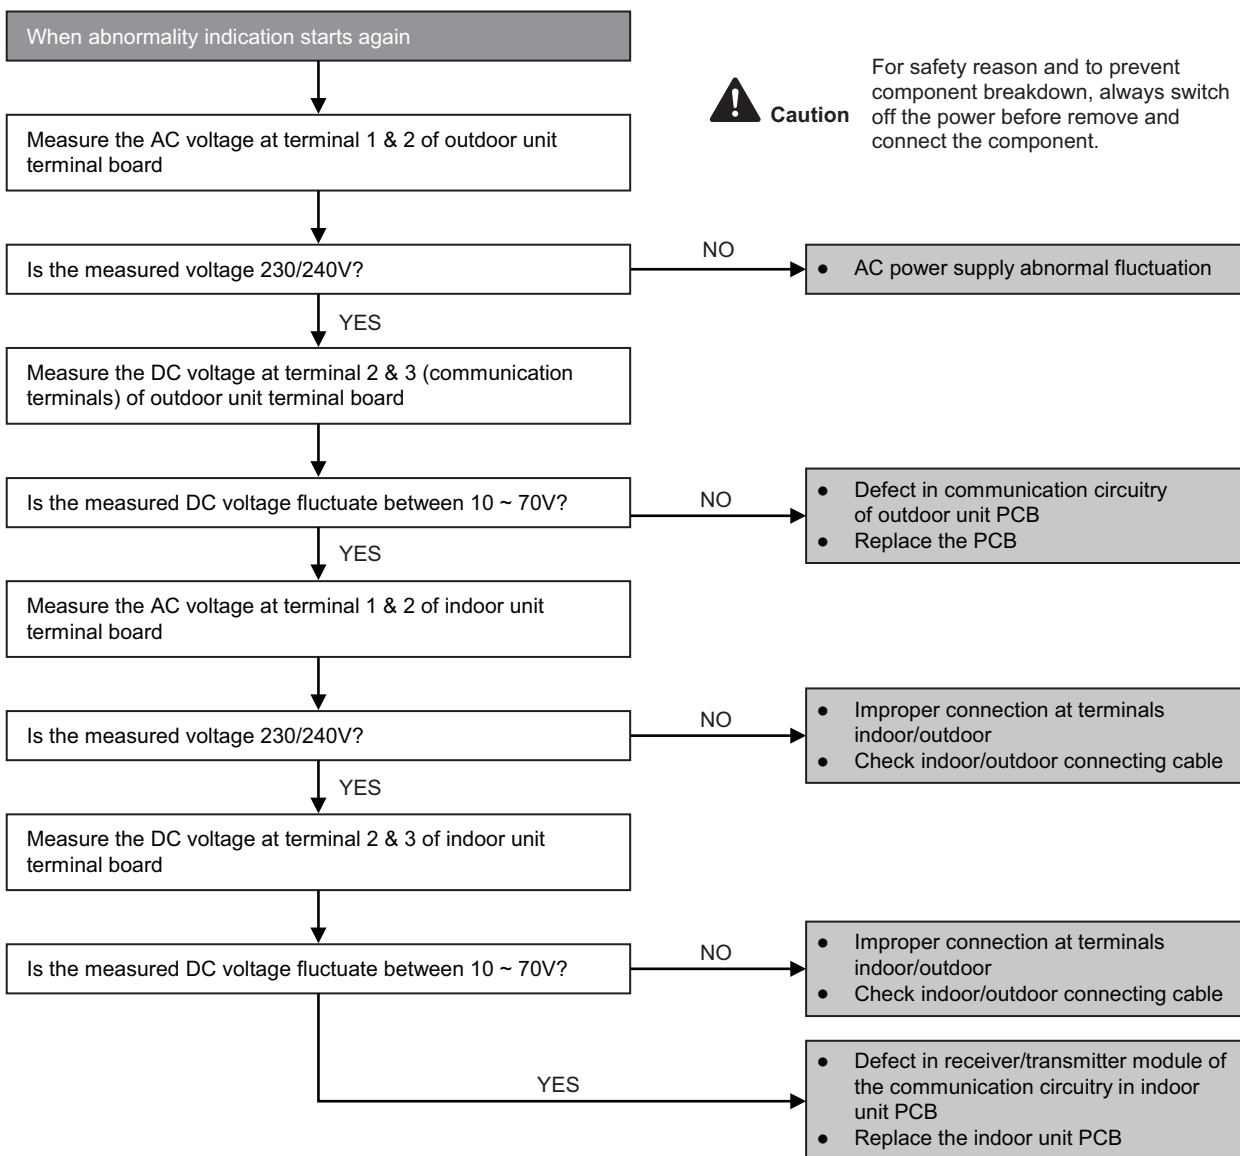 When abnormality indication starts again
Caution
For safety reason and to prevent
component breakdown, always switch
off the power before remove and
connect the component.
Measure the AC voltage at terminal 1 & 2 of outdoor unit
terminal board
Is the measured voltage 230/240V?
NO
● AC power supply abnormal fluctuation
YES
Measure the DC voltage at terminal 2 & 3 (communication
terminals) of outdoor unit terminal board
Is the measured DC voltage fluctuate between 10 ~ 70V?
NO
● Defect in communication circuitry
of outdoor unit PCB
● Replace the PCB
YES
Measure the AC voltage at terminal 1 & 2 of indoor unit
terminal board
Is the measured voltage 230/240V?
NO
● Improper connection at terminals
indoor/outdoor
● Check indoor/outdoor connecting cable
YES
Measure the DC voltage at terminal 2 & 3 of indoor unit
terminal board
Is the measured DC voltage fluctuate between 10 ~ 70V?
NO
● Improper connection at terminals
indoor/outdoor
● Check indoor/outdoor connecting cable
YES
● Defect in receiver/transmitter module of
the communication circuitry in indoor
unit PCB
● Replace the indoor unit PCB